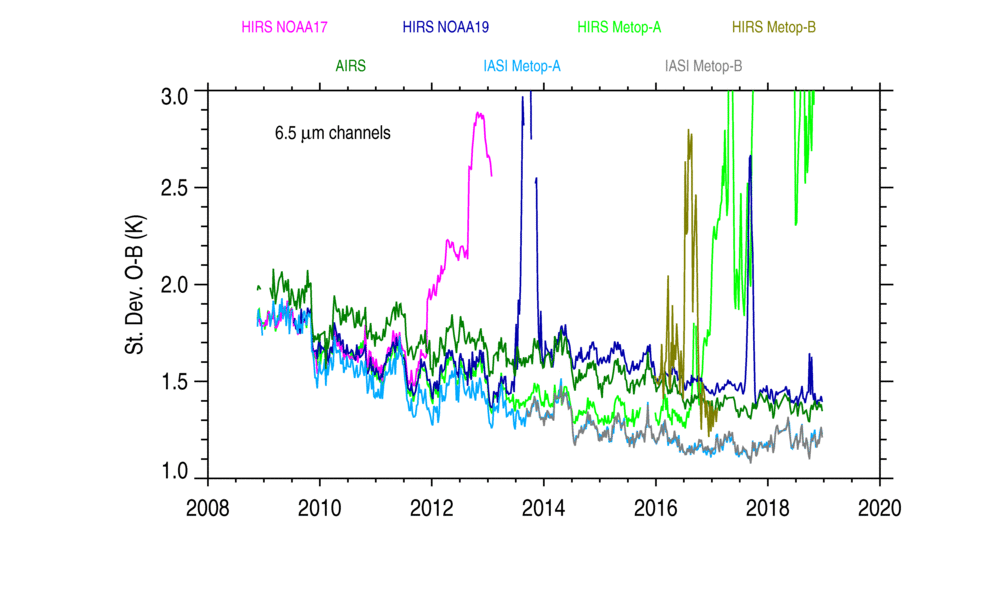 HIRS NOAA17 HIRS NOAA19 HIRS Metop-A HIRS Metop-B
AIRS IASI Metop-A IASI Metop-B
3.0
6.5 μm channels
2.5
St. Dev. O-B (K)
2.0
1.5
1.0
2008 2010 2012 2014 2016 2018 2020